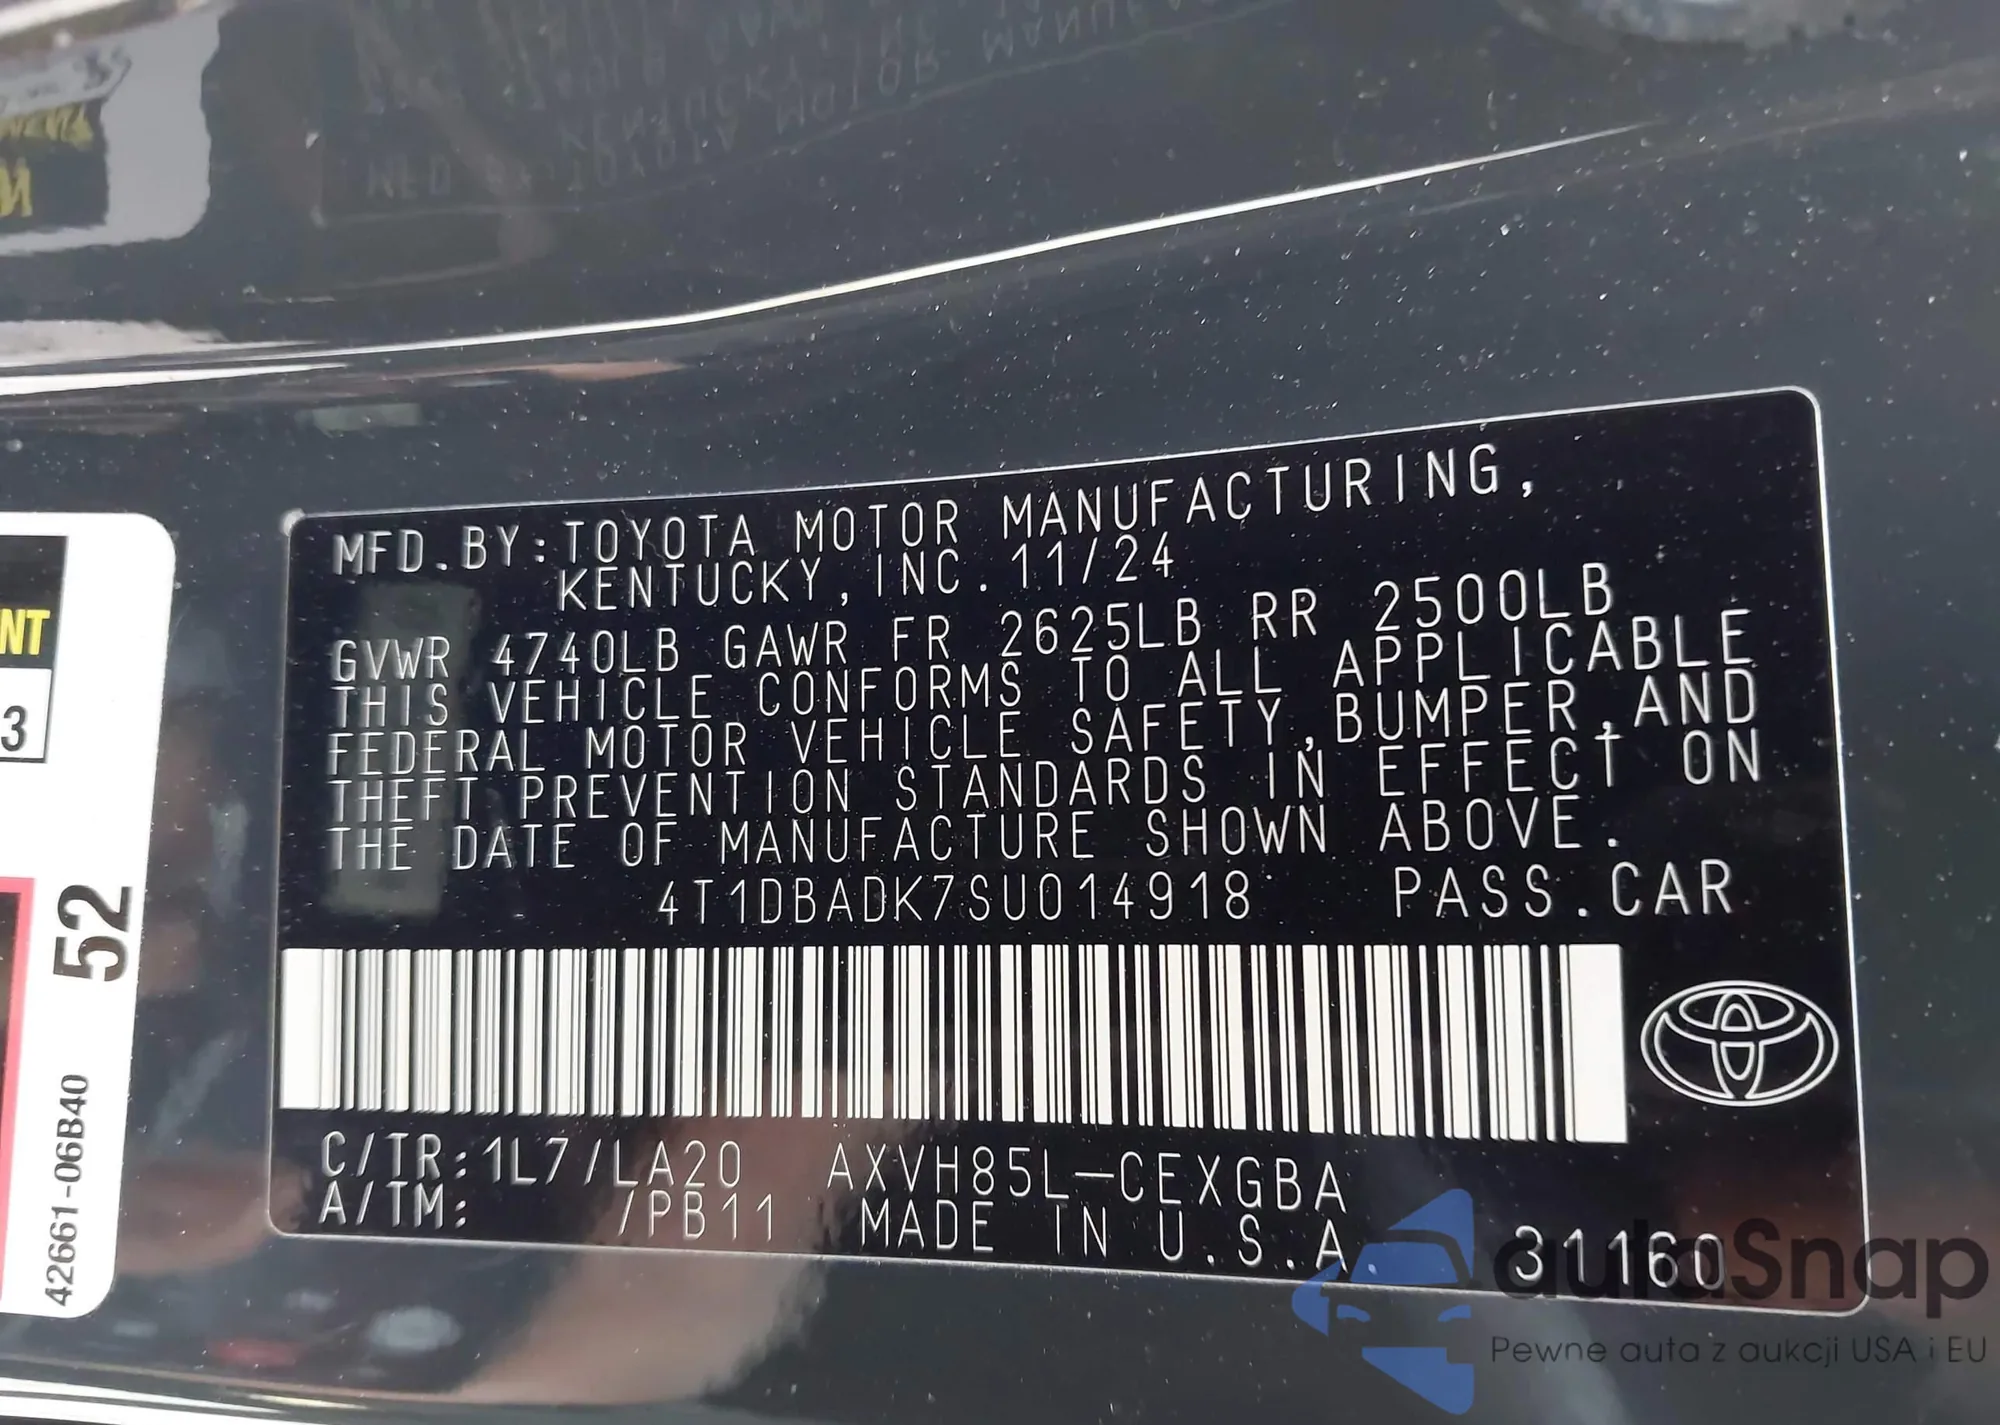 MFD.BY:TOYOTA MOTOR MANUFACTURING,
KENTUCKY,INC. 11/24
GVWR 4740LB GAWR FR 2625LB RR 2500LB
THIS VEHICLE CONFORMS TO ALL APPLICABLE
FEDERAL MOTOR VEHICLE SAFETY,BUMPER,AND
THEFT PREVENTION STANDARDS IN EFFECT ON
THE DATE OF MANUFACTURE SHOWN ABOVE.
4T1DBADK7SU014918 PASS.CAR
C/TR:1L7/LA20 AXVH85L-CEXGBA
A/TM: /PB11 MADE IN U.S.A
31160
NT
3
52
42661-06B40
autaSnap
Pewne auta z aukcji USA i EU